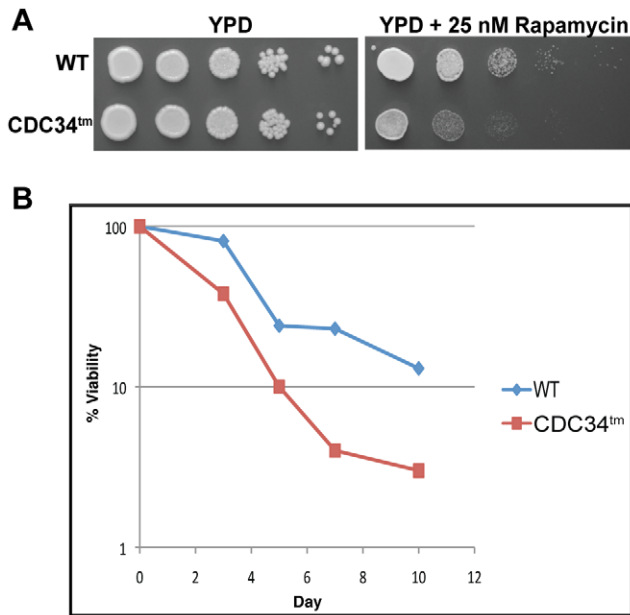 A
YPD
YPD + 25 nM Rapamycin
WT
CDC34tm
B
100
10
1
% Viability
0 2 4 6 8 10 12
Day
WT
CDC34tm